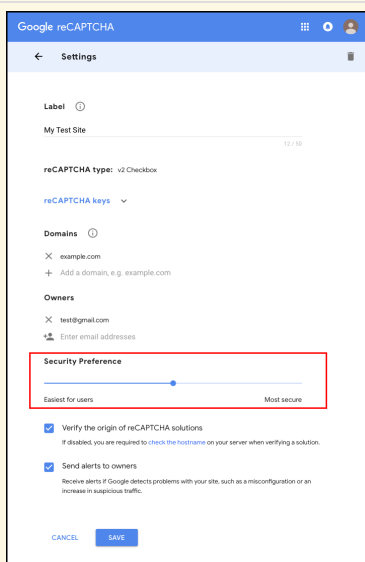 Google reCAPTCHA
Settings
Label
My Test Site
12 / 50
reCAPTCHA type: v2 Checkbox
reCAPTCHA keys
Domains
example.com
Add a domain, e.g. example.com
Owners
test@gmail.com
Enter email addresses
Security Preference
Easiest for users Most secure
Verify the origin of reCAPTCHA solutions
If disabled, you are required to check the hostname on your server when verifying a solution.
Send alerts to owners
Receive alerts if Google detects problems with your site, such as a misconfiguration or an
increase in suspicious traffic.
CANCEL SAVE